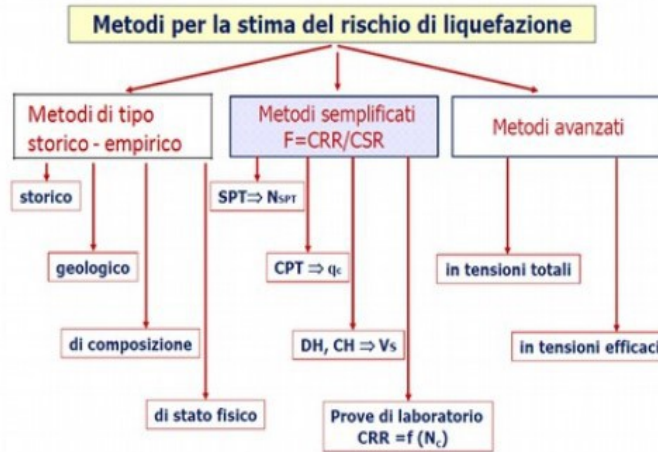 Metodi per la stima del rischio di liquefazione
Metodi di tipo
storico - empirico
Metodi semplificati
F=CRR/CSR
Metodi avanzati
storico
SPT⇒ NSPT
geologico
CPT ⇒ qc
in tensioni totali
di composizione
DH, CH ⇒ Vs
in tensioni efficaci
di stato fisico
Prove di laboratorio
CRR =f (Nc)